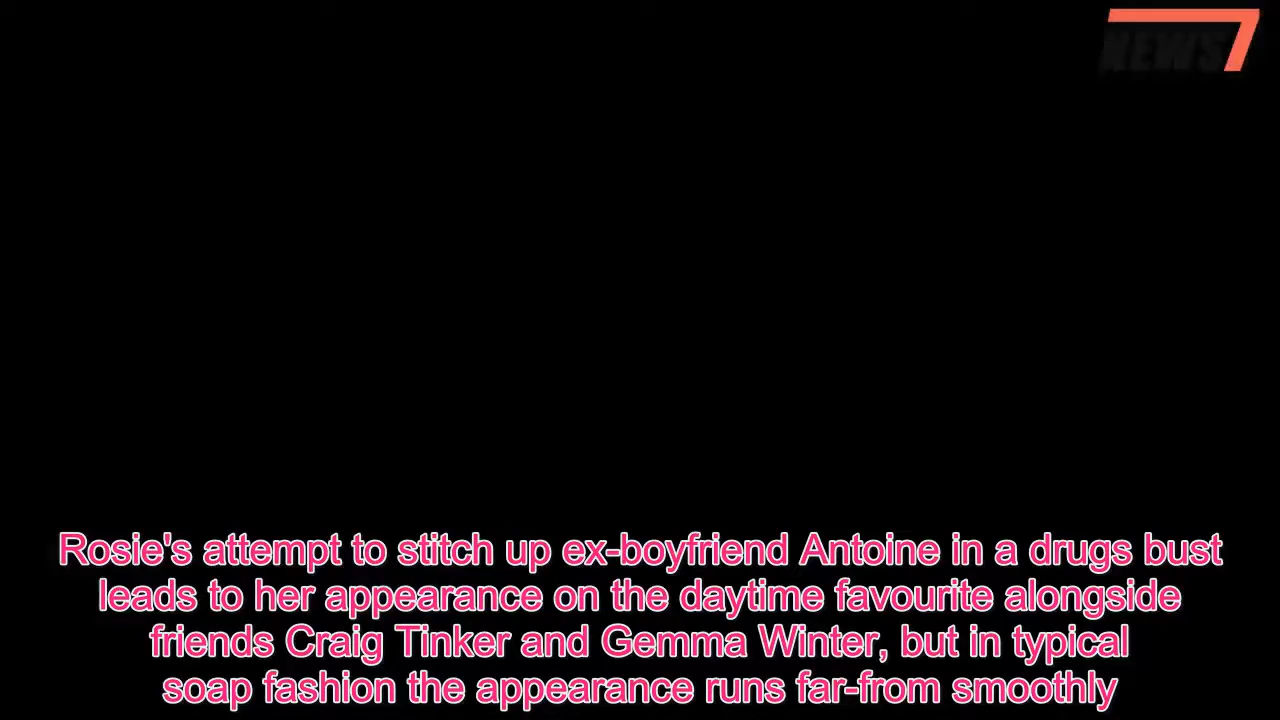 NEWS7
Rosie's attempt to stitch up ex-boyfriend Antoine in a drugs bust
leads to her appearance on the daytime favourite alongside
friends Craig Tinker and Gemma Winter, but in typical
soap fashion the appearance runs far-from smoothly